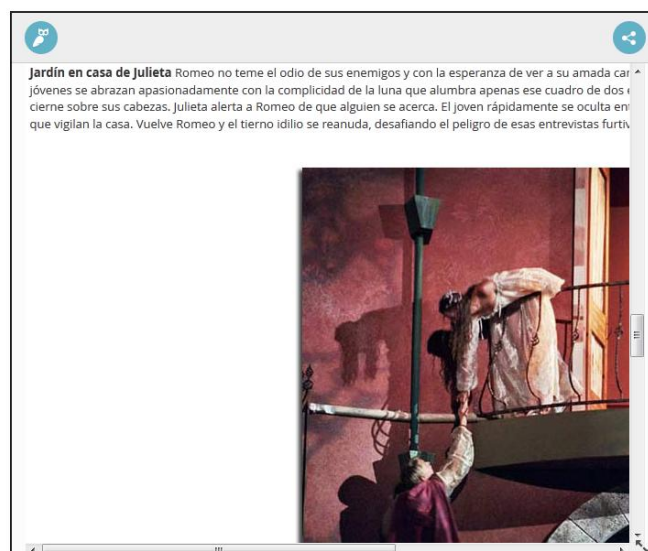 Jardín en casa de Julieta Romeo no teme el odio de sus enemigos y con la esperanza de ver a su amada
jóvenes se abrazan apasionadamente con la complicidad de la luna que alumbra apenas ese cuadro de dos
cierne sobre sus cabezas. Julieta alerta a Romeo de que alguien se acerca. El joven rápidamente se oculta
que vigilan la casa. Vuelve Romeo y el tierno idilio se reanuda, desafiando el peligro de esas entrevistas